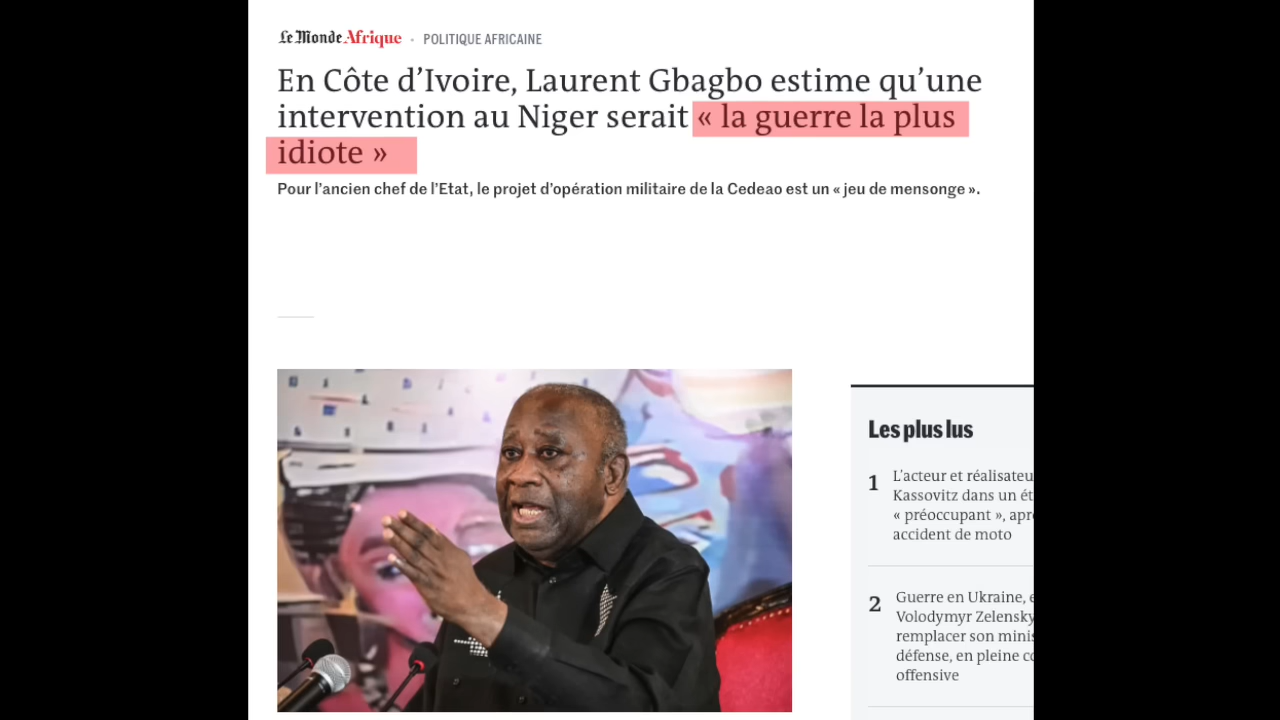 Le Monde Afrique • POLITIQUE AFRICAINE
En Côte d’Ivoire, Laurent Gbagbo estime qu’une
intervention au Niger serait « la guerre la plus
idiote »
Pour l’ancien chef de l’Etat, le projet d’opération militaire de la Cedeao est un « jeu de mensonge ».
Les plus lus
1
L’acteur et réalisateu
Kassovitz dans un ét
« préoccupant », apr
accident de moto
2
Guerre en Ukraine, e
Volodymyr Zelensky
remplacer son minis
défense, en pleine co
offensive